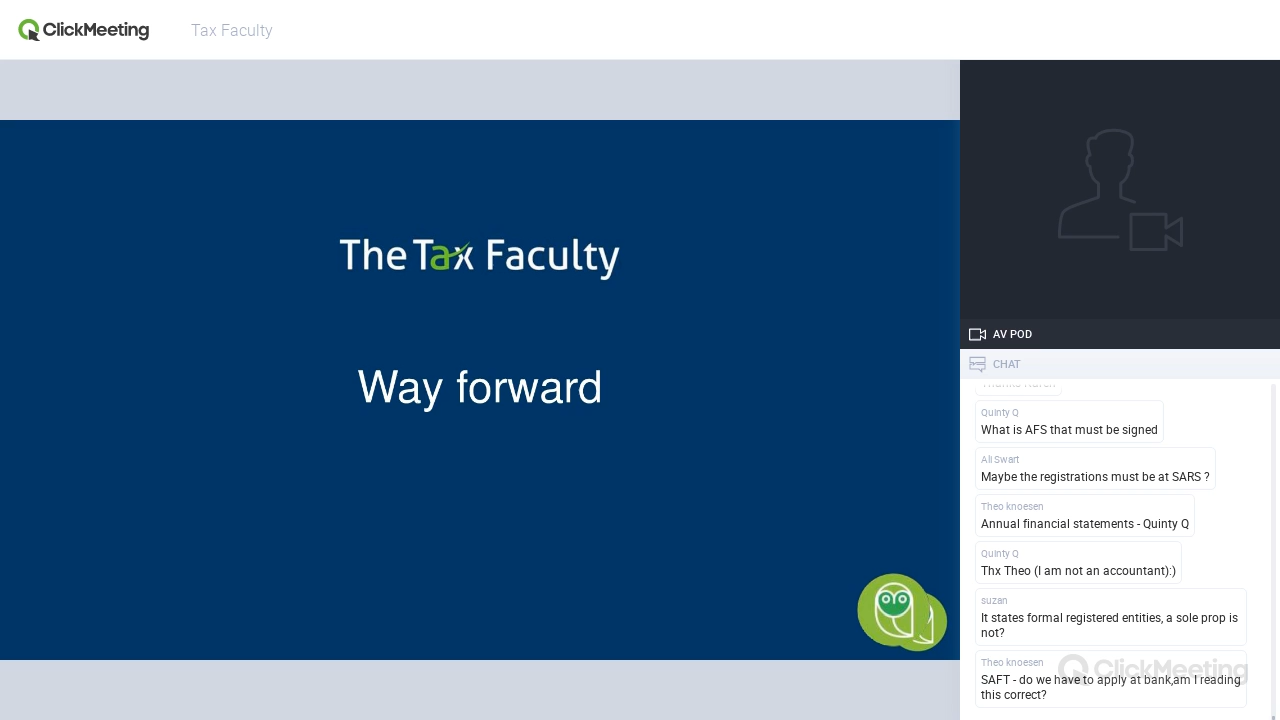 ClickMeeting
Tax Faculty
The Tax Faculty
Way forward
AV POD
CHAT
Quinty Q
What is AFS that must be signed
Ali Swart
Maybe the registrations must be at SARS ?
Theo knoesen
Annual financial statements - Quinty Q
Quinty Q
Thx Theo (I am not an accountant):)
suzan
It states formal registered entities, a sole prop is
not?
Theo knoesen
ClickMeeting
SAFT - do we have to apply at bank,am I reading
this correct?